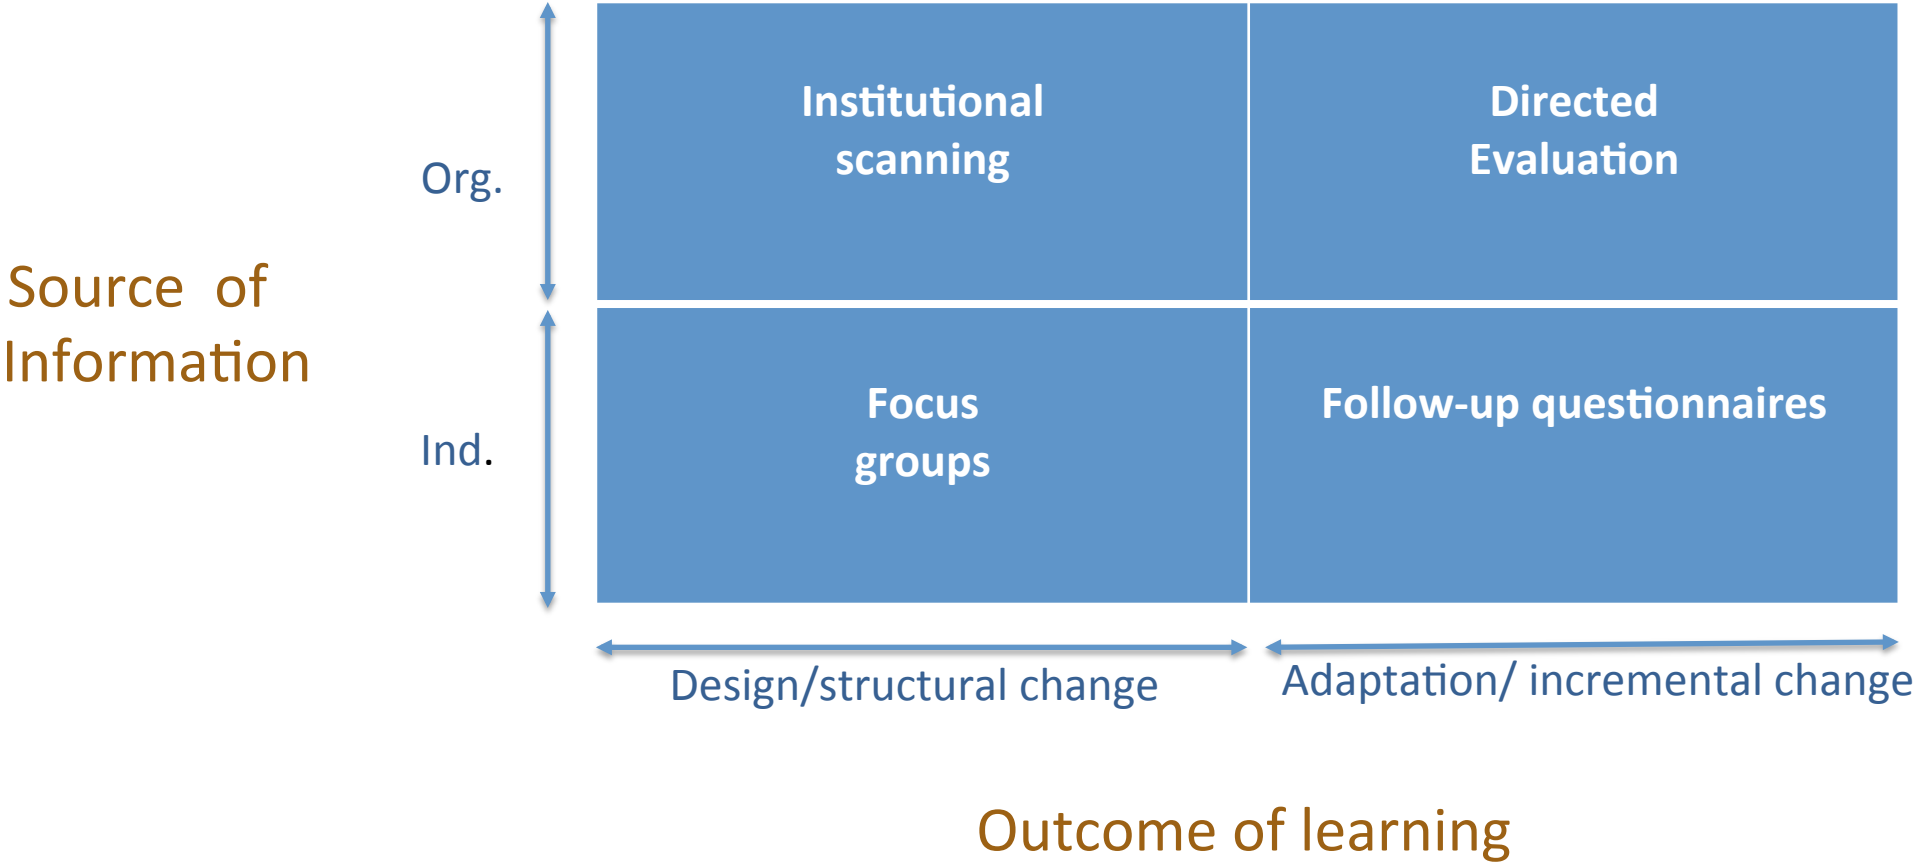 Institutional
scanning
Directed
Evaluation
Org.
Source of
Information
Focus
groups
Follow-up questionnaires
Ind.
Design/structural change
Adaptation/ incremental change
Outcome of learning